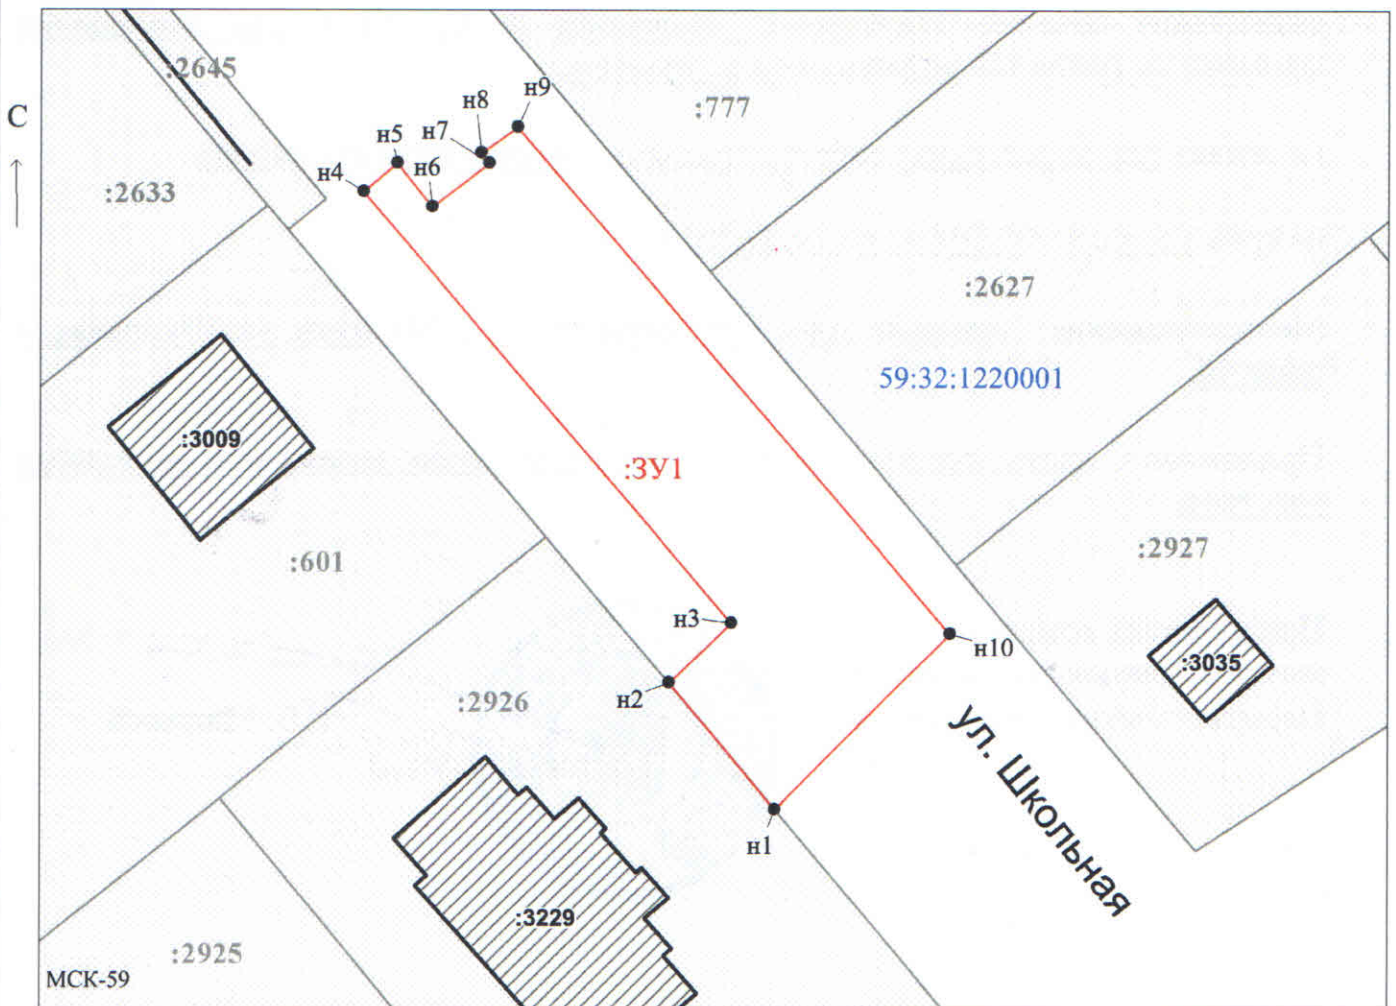 :2645
С
н9
н8
:777
н7
н5
н6
н4
:2633
:2627
59:32:1220001
:3009
:ЗУ1
:601
:2927
н3
н10
:3035
н2
:2926
ул. Школьная
н1
:3229
:2925
МСК-59